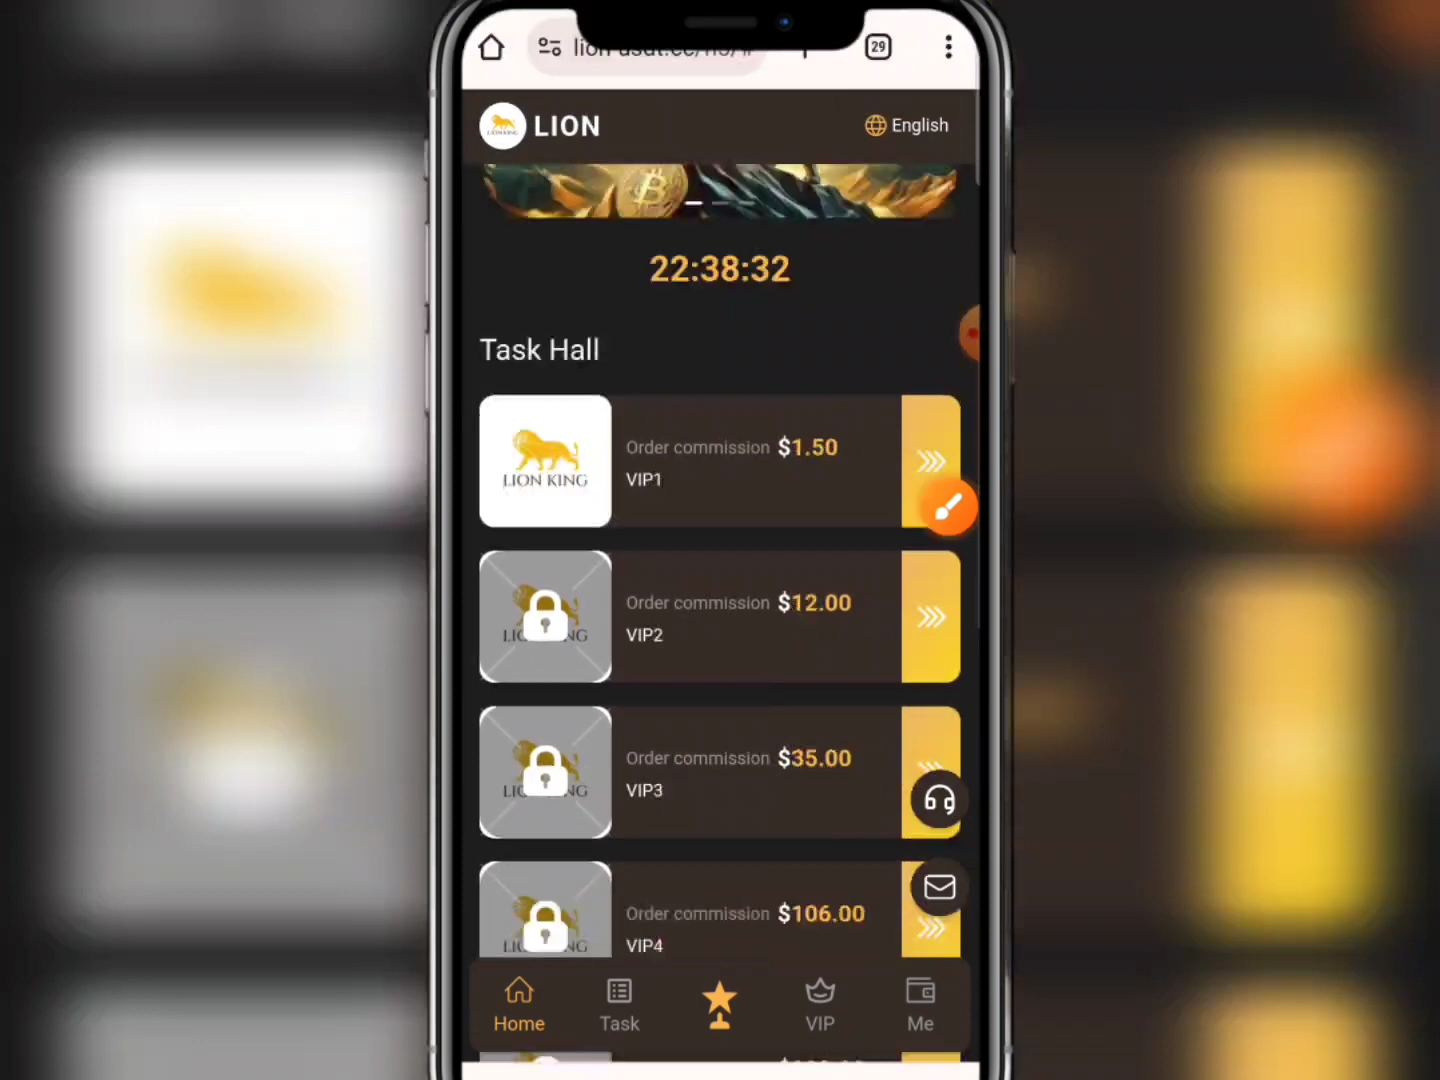 29
LION
English
22:38:32
Task Hall
LION KING
Order commission $1.50
VIP1
Order commission $12.00
VIP2
Order commission $35.00
VIP3
Order commission $106.00
VIP4
Home
Task
VIP
Me